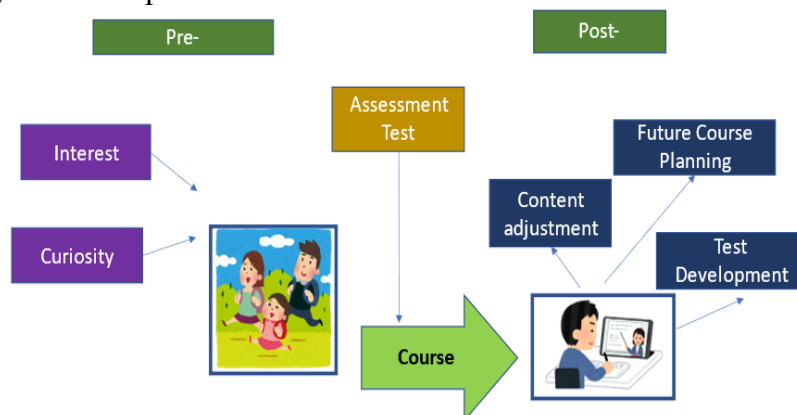 Pre-
Post-
Assessment
Test
Interest
Curiosity
Future Course
Planning
Content
adjustment
Test
Development
Course